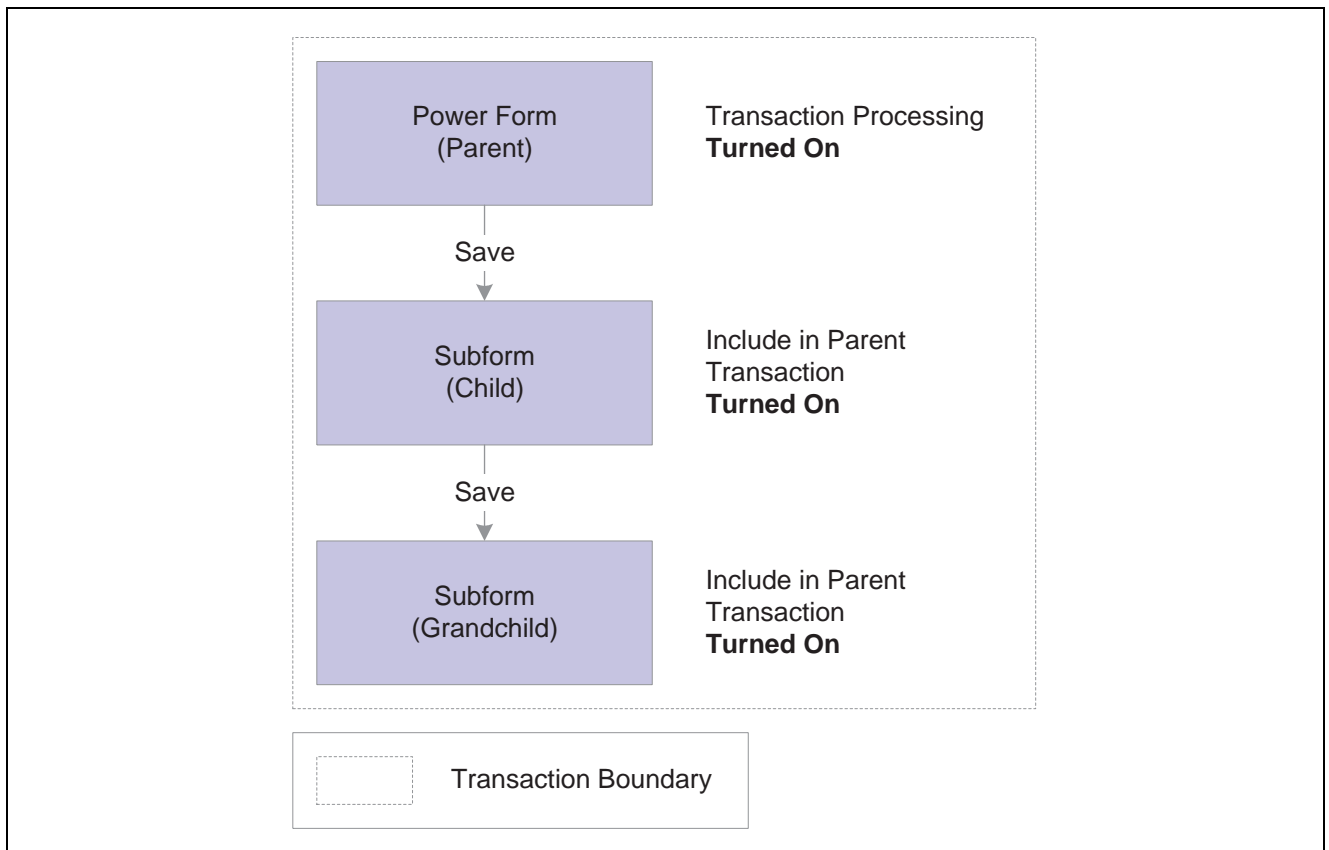 Power Form
(Parent)
Transaction Processing
Turned On
Save
Subform
(Child)
Include in Parent
Transaction
Turned On
Save
Subform
(Grandchild)
Include in Parent
Transaction
Turned On
Transaction Boundary